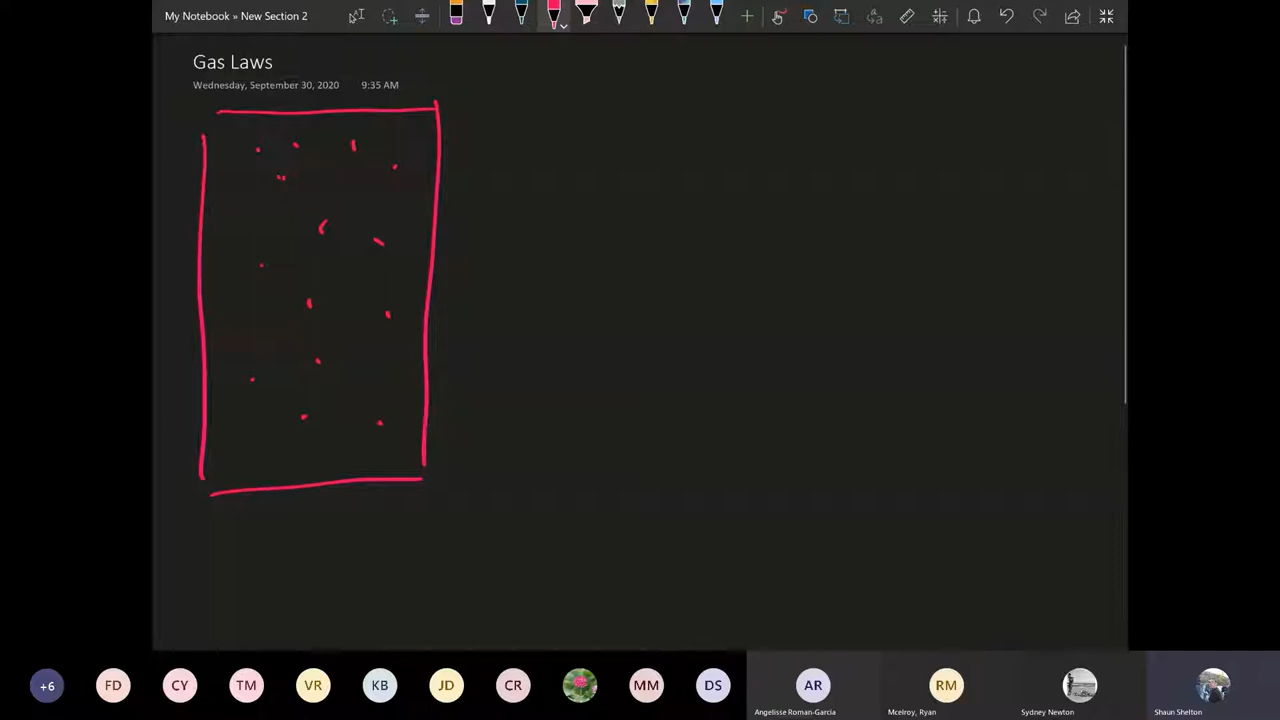 My Notebook » New Section 2
Gas Laws
Wednesday, September 30, 2020 9:35 AM
+6 FD CY TM VR KB JD CR MM DS AR RM
Angelisse Roman-Garcia Mcelroy, Ryan Sydney Newton Shaun Shelton